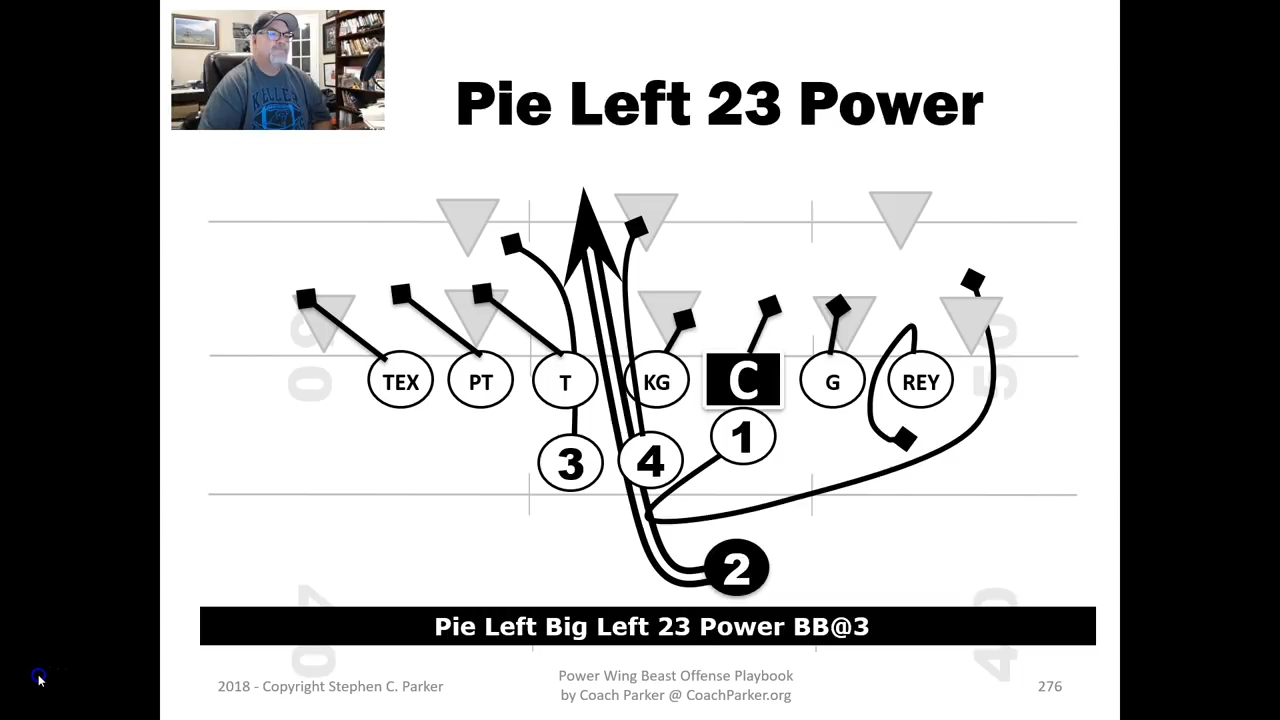 Pie Left 23 Power
TEX PT T KG C G REY
3 4 1
2
Pie Left Big Left 23 Power BB@3
2018 - Copyright Stephen C. Parker
Power Wing Beast Offense Playbook
by Coach Parker @ CoachParker.org
276